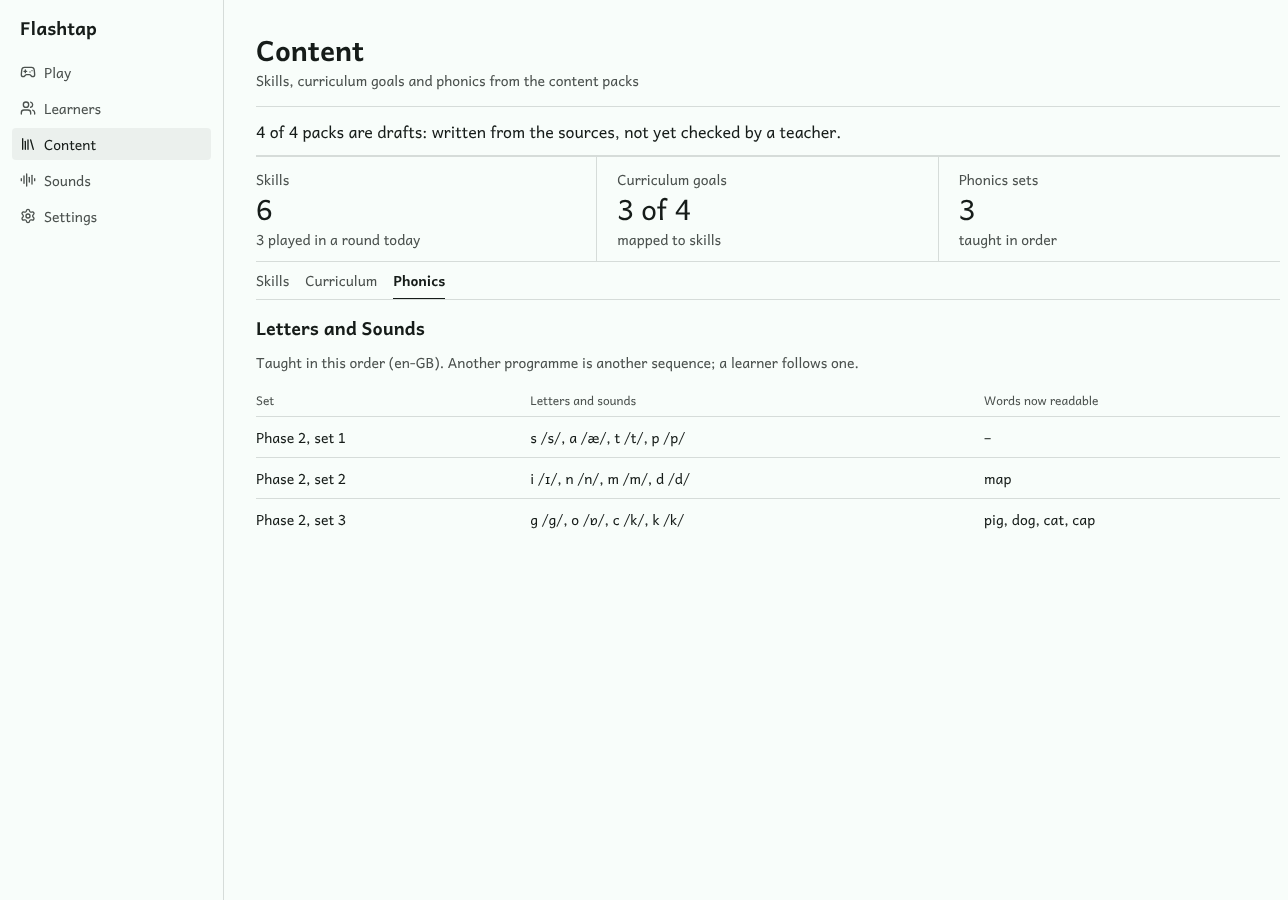 Flashtap
Play
Learners
Content
Sounds
Settings
Content
Skills, curriculum goals and phonics from the content packs
4 of 4 packs are drafts: written from the sources, not yet checked by a teacher.
Skills
6
3 played in a round today
Curriculum goals
3 of 4
mapped to skills
Phonics sets
3
taught in order
Skills Curriculum Phonics
Letters and Sounds
Taught in this order (en-GB). Another programme is another sequence; a learner follows one.
Set Letters and sounds Words now readable
Phase 2, set 1 s /s/, a /æ/, t /t/, p /p/ –
Phase 2, set 2 i /ɪ/, n /n/, m /m/, d /d/ map
Phase 2, set 3 g /ɡ/, o /ɒ/, c /k/, k /k/ pig, dog, cat, cap